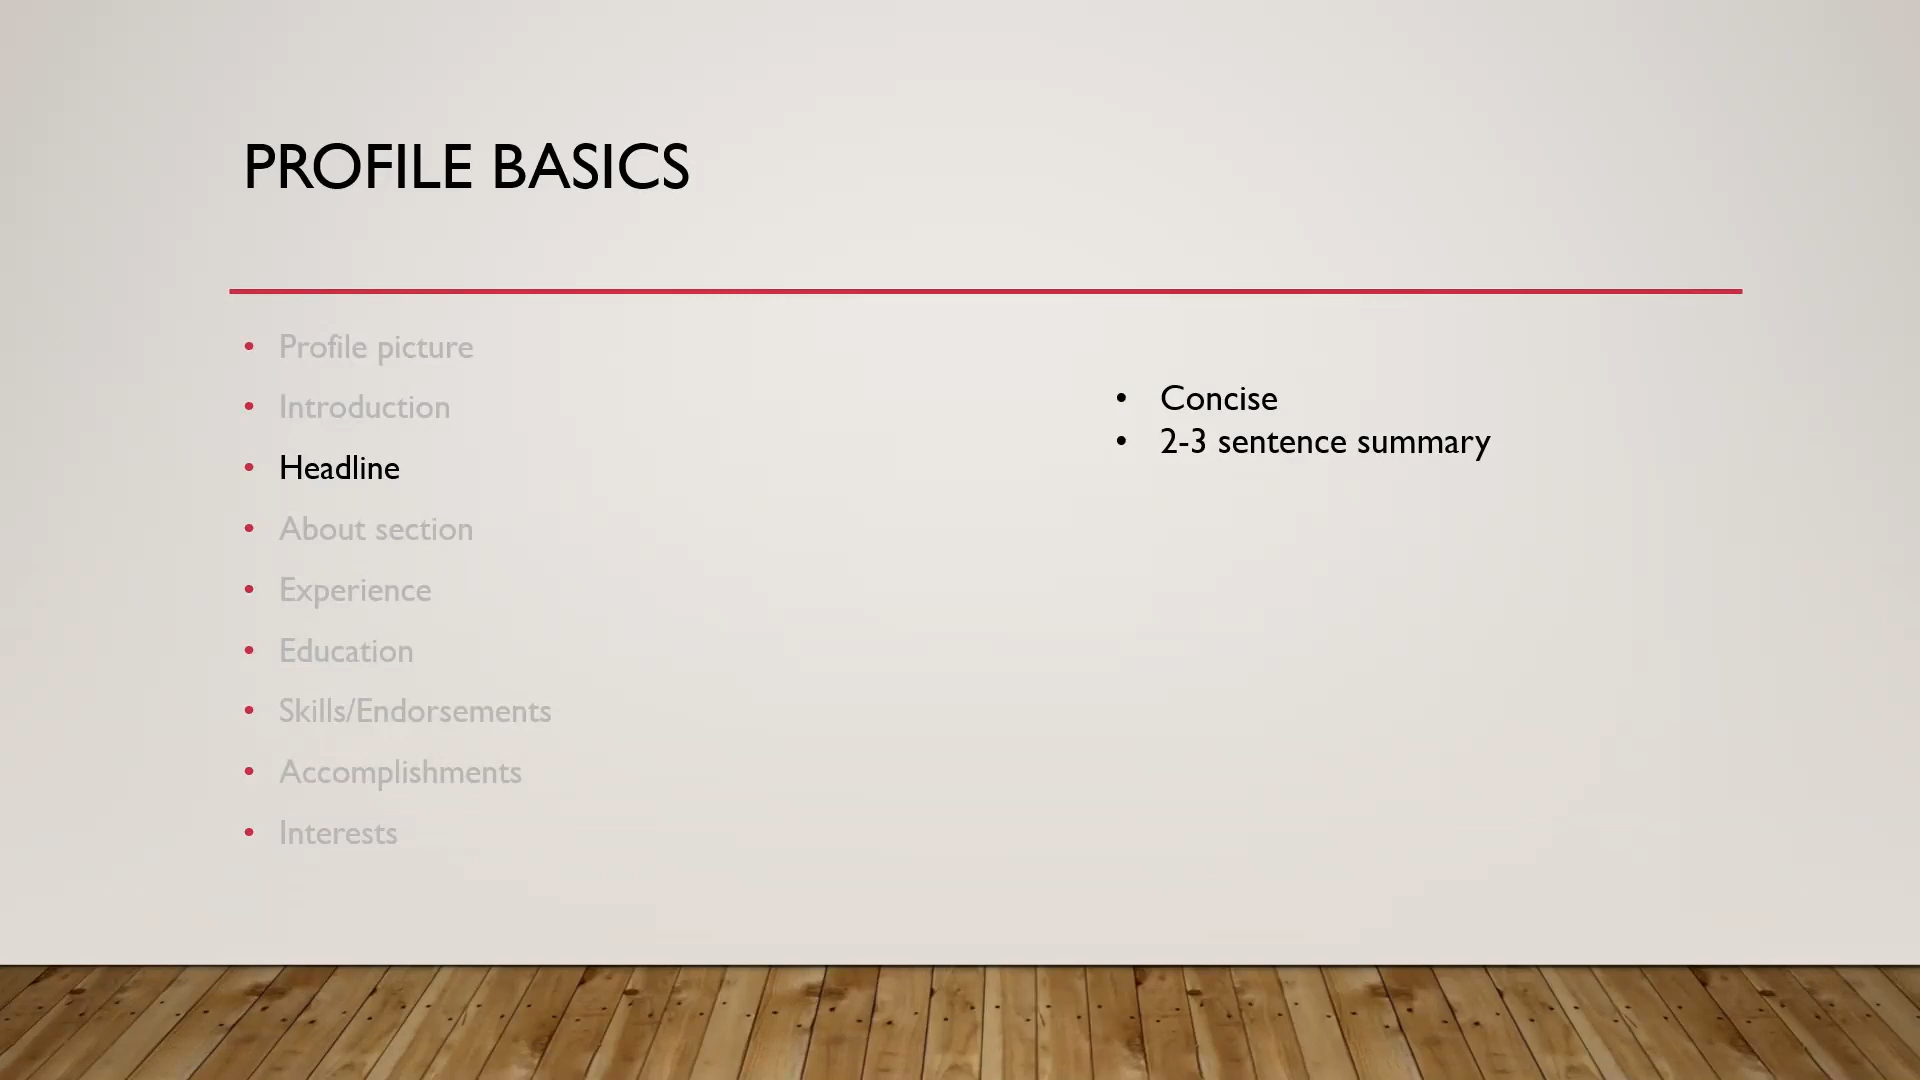 PROFILE BASICS
• Profile picture
• Introduction
• Headline
• About section
• Experience
• Education
• Skills/Endorsements
• Accomplishments
• Interests
• Concise
• 2-3 sentence summary